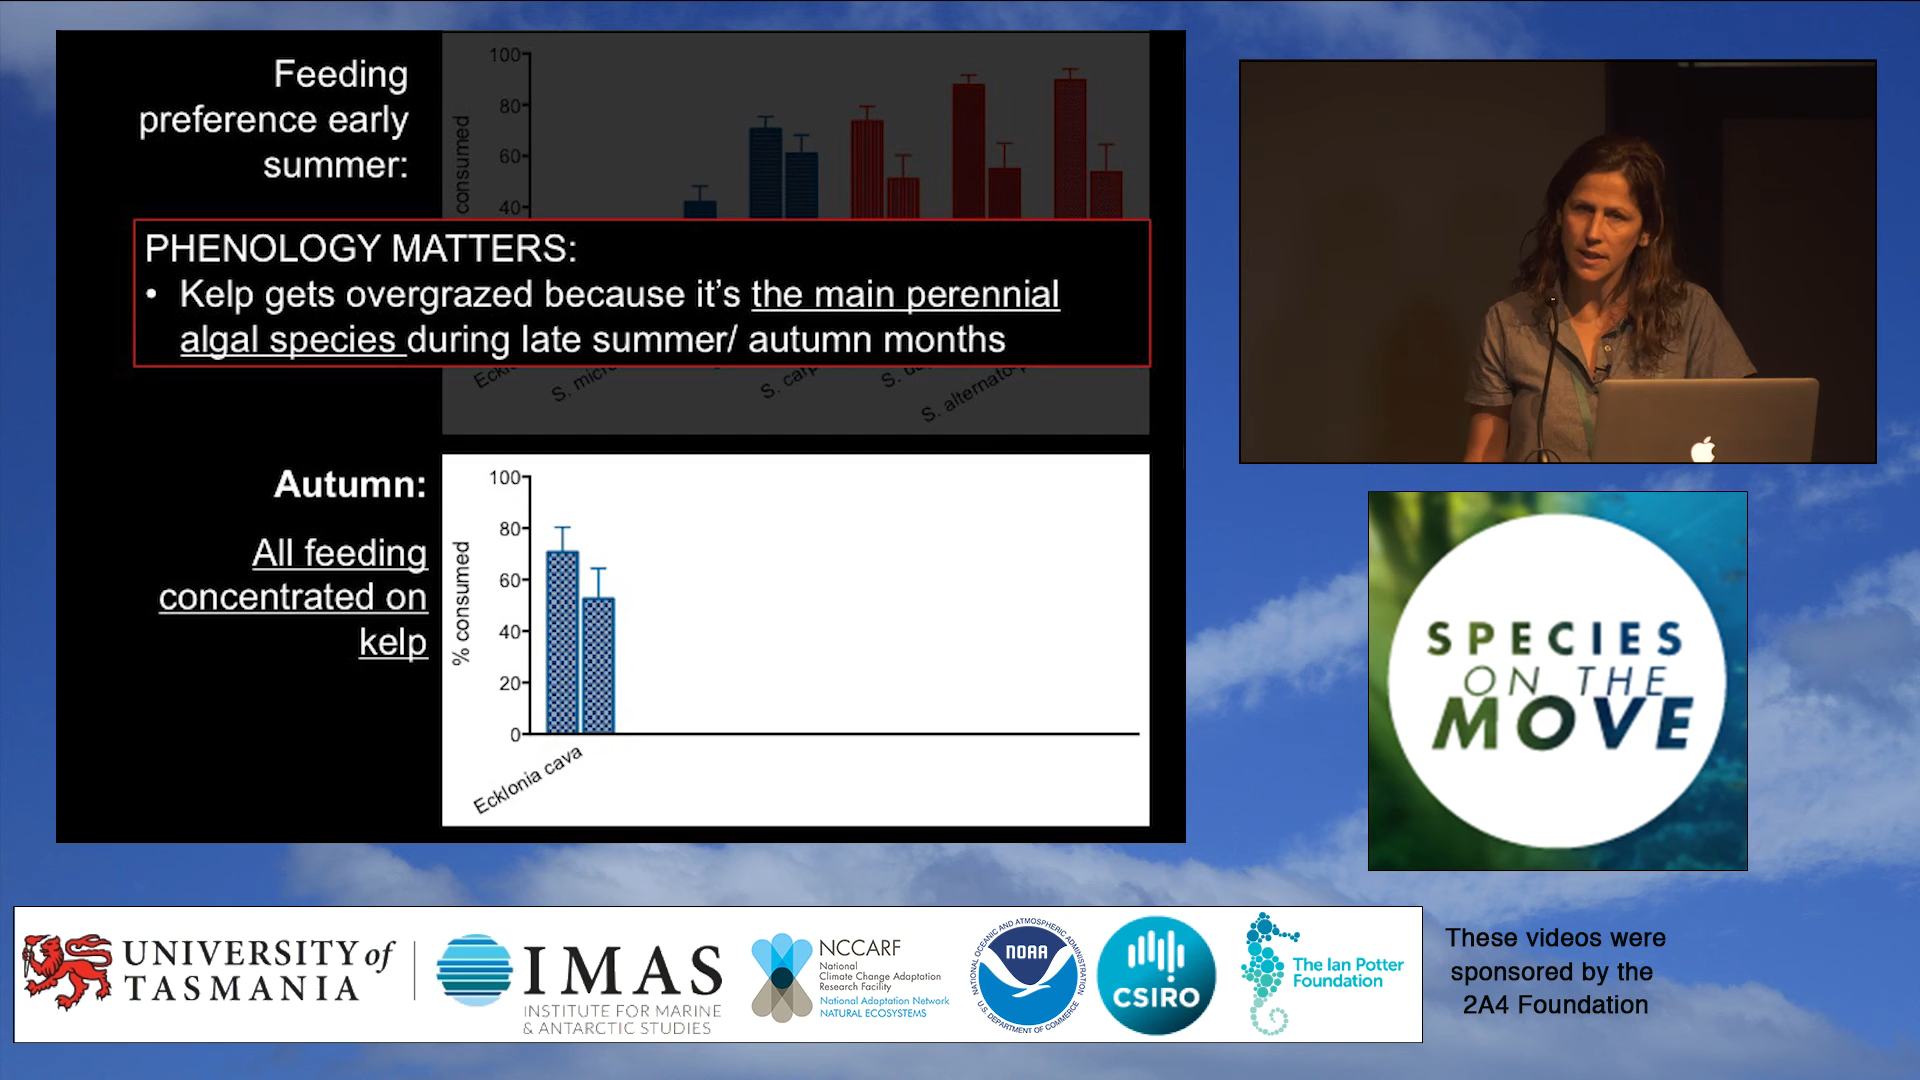 Feeding
preference early
summer:
100
80
60
40
consumed
PHENOLOGY MATTERS:
• Kelp gets overgrazed because it's the main perennial
algal species during late summer/ autumn months
S. micr
S. carp
S. alternato-
Autumn:
All feeding
concentrated on
kelp
100
80
60
40
20
0
% consumed
Ecklonia cava
SPECIES
ON THE
MOVE
UNIVERSITY of
TASMANIA
IMAS
INSTITUTE FOR MARINE
& ANTARCTIC STUDIES
NCCARF
National
Climate Change Adaptation
Research Facility
National Adaptation Network
NATURAL ECOSYSTEMS
NATIONAL OCEANIC AND ATMOSPHERIC ADMINISTRATION
NOAA
U.S. DEPARTMENT OF COMMERCE
CSIRO
The Ian Potter
Foundation
These videos were
sponsored by the
2A4 Foundation